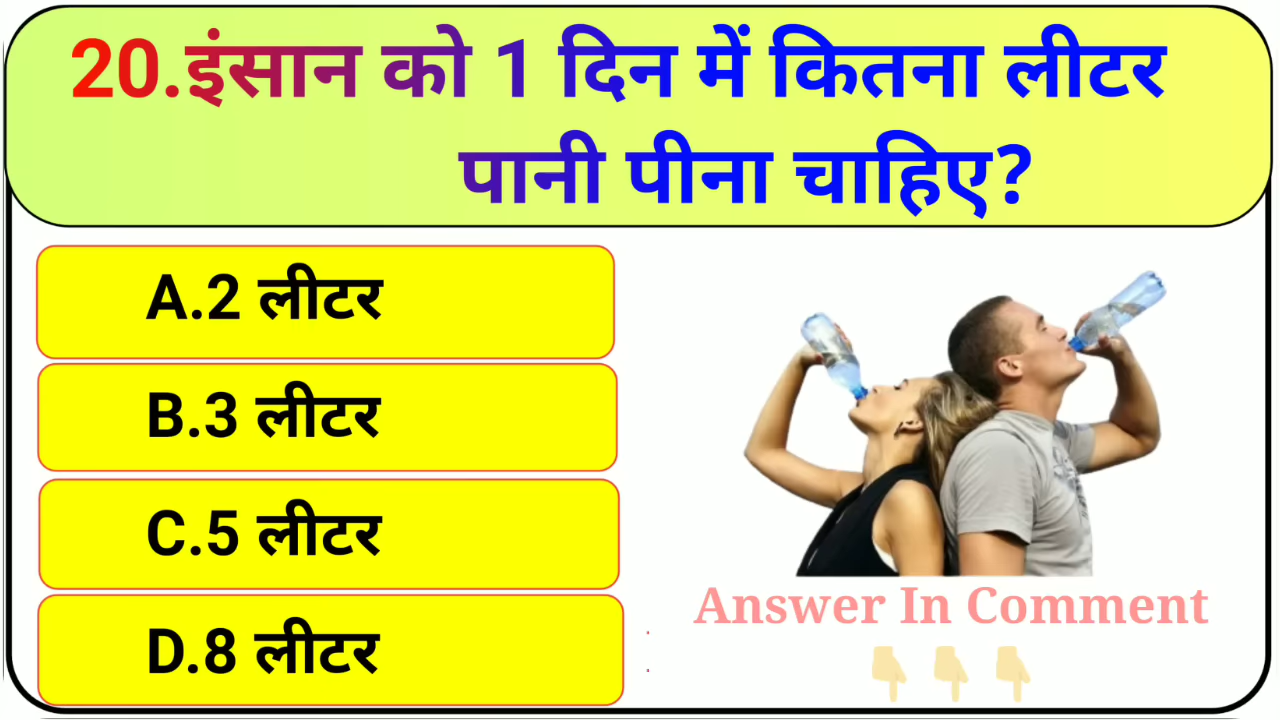 20.इंसान को 1 दिन में कितना लीटर
पानी पीना चाहिए?
A.2 लीटर
B.3 लीटर
C.5 लीटर
D.8 लीटर
Answer In Comment